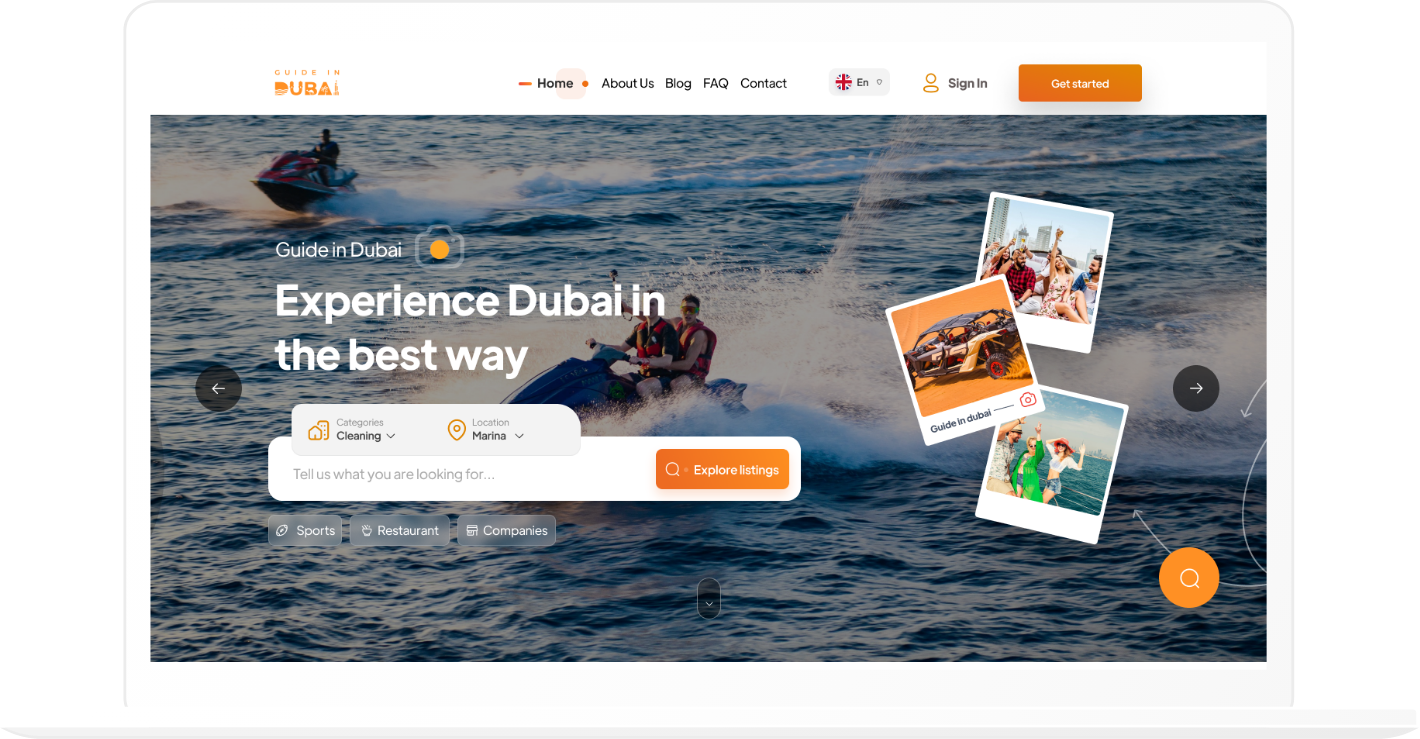 GUIDE IN
DUBAI
Home
About Us
Blog
FAQ
Contact
En
Sign In
Get started
Guide in Dubai
Experience Dubai in
the best way
Categories
Cleaning
Location
Marina
Tell us what you are looking for...
Explore listings
Sports
Restaurant
Companies
Guide in dubai